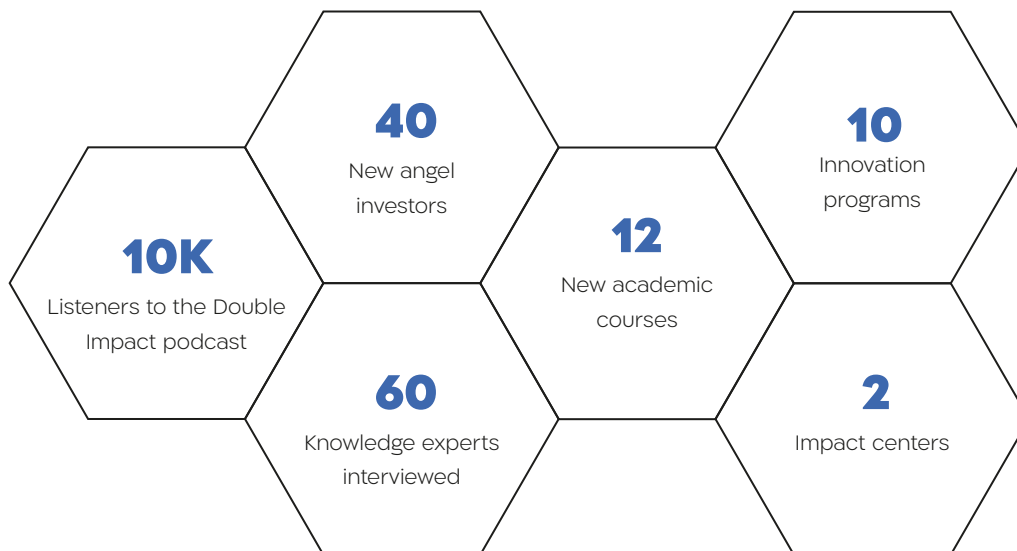 10K
Listeners to the Double
Impact podcast
40
New angel
investors
60
Knowledge experts
interviewed
12
New academic
courses
10
Innovation
programs
2
Impact centers